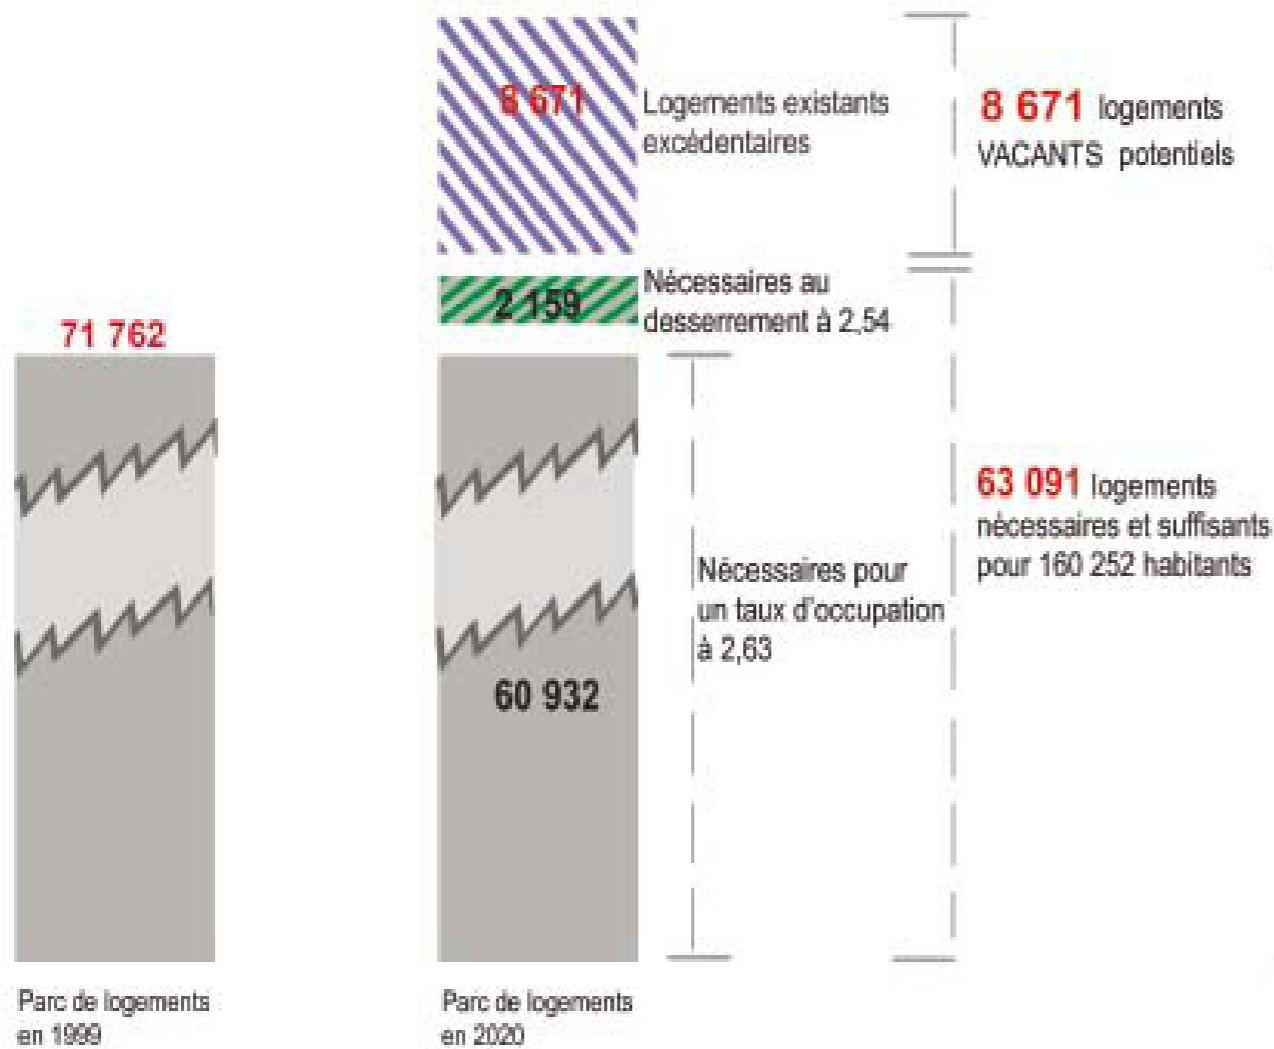 8 671
Logements existants
excédentaires
8 671 logements
VACANTS potentiels
2 159
Nécessaires au
desserrement à 2,54
71 762
63 091 logements
nécessaires et suffisants
pour 160 252 habitants
Nécessaires pour
un taux d'occupation
à 2,63
60 932
Parc de logements
en 1999
Parc de logements
en 2020